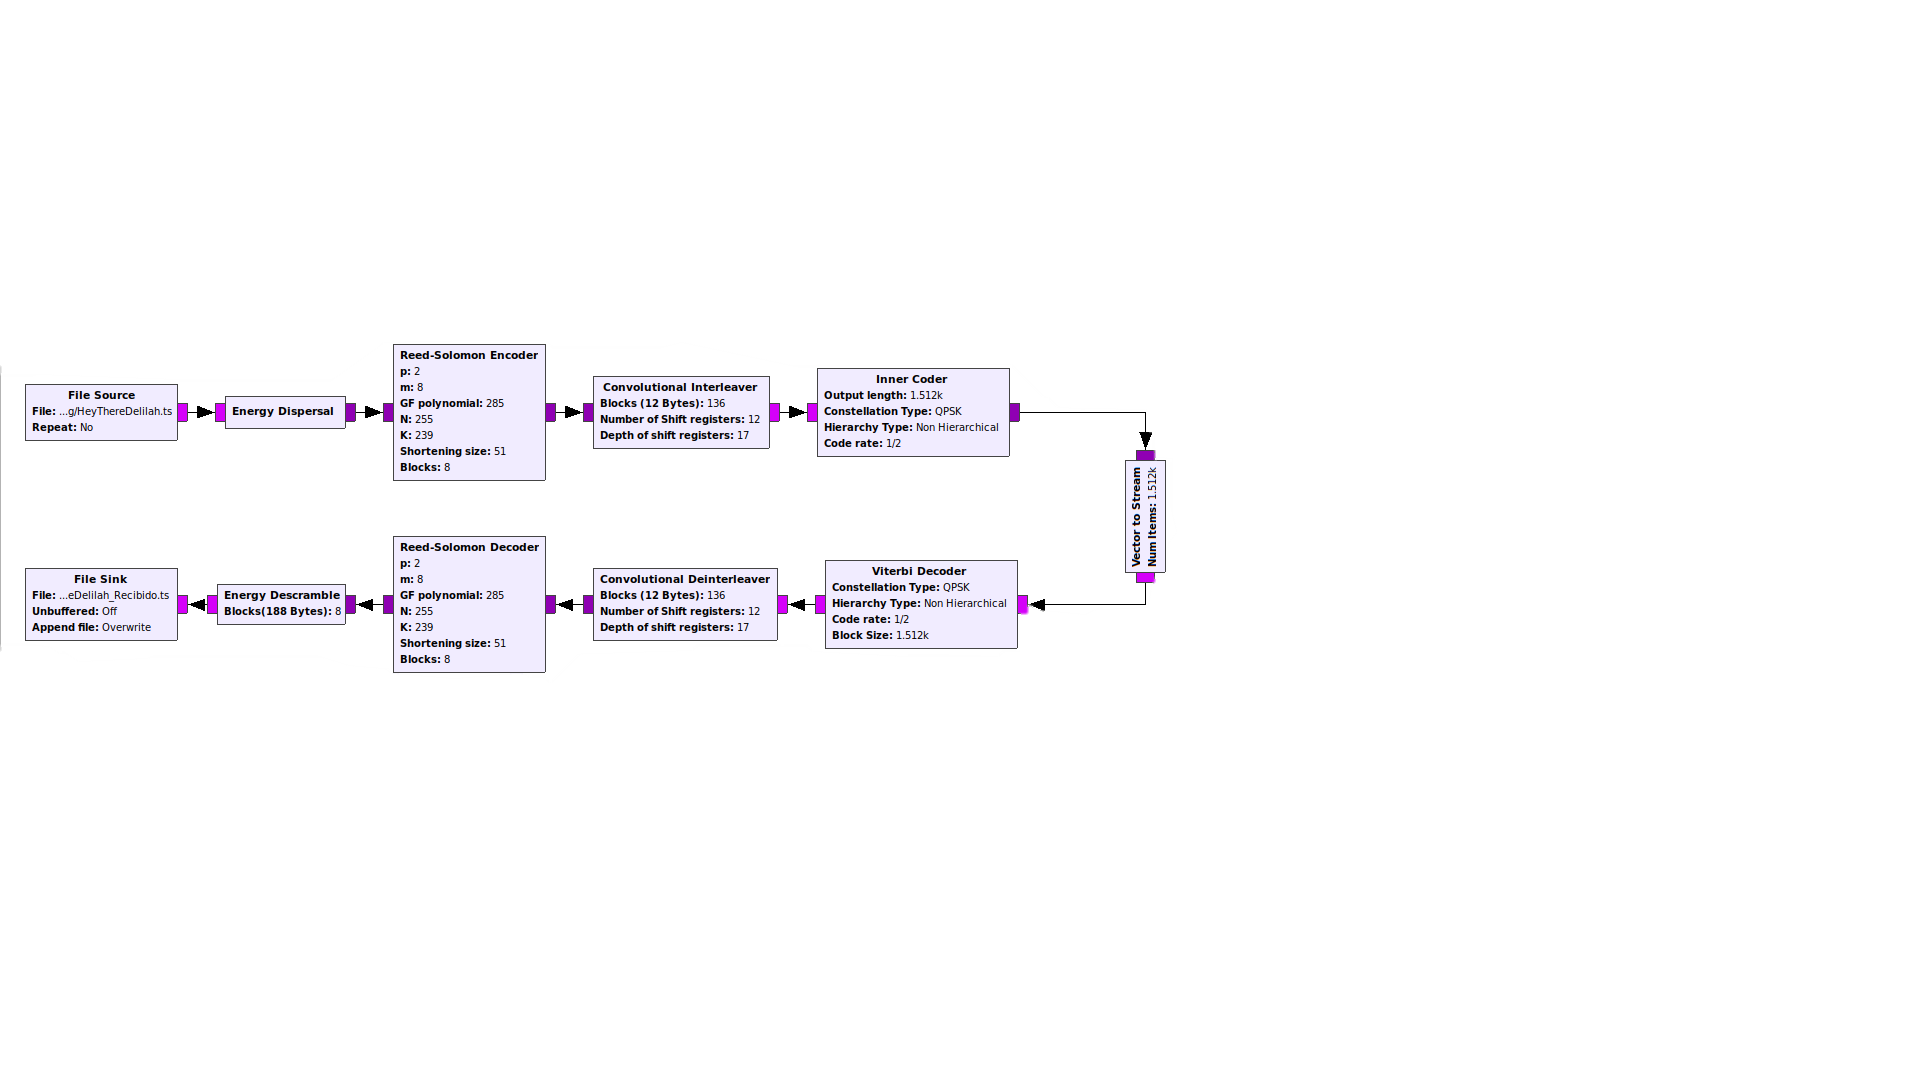 File Source
File: ...g/HeyThereDelilah.ts
Repeat: No
Energy Dispersal
Reed-Solomon Encoder
p: 2
m: 8
GF polynomial: 285
N: 255
K: 239
Shortening size: 51
Blocks: 8
Convolutional Interleaver
Blocks (12 Bytes): 136
Number of Shift registers: 12
Depth of shift registers: 17
Inner Coder
Output length: 1.512k
Constellation Type: QPSK
Hierarchy Type: Non Hierarchical
Code rate: 1/2
Vector to Stream
Num Items: 1.512k
Viterbi Decoder
Constellation Type: QPSK
Hierarchy Type: Non Hierarchical
Code rate: 1/2
Block Size: 1.512k
Convolutional Deinterleaver
Blocks (12 Bytes): 136
Number of Shift registers: 12
Depth of shift registers: 17
Reed-Solomon Decoder
p: 2
m: 8
GF polynomial: 285
N: 255
K: 239
Shortening size: 51
Blocks: 8
Energy Descramble
Blocks(188 Bytes): 8
File Sink
File: ...eDelilah_Recibido.ts
Unbuffered: Off
Append file: Overwrite